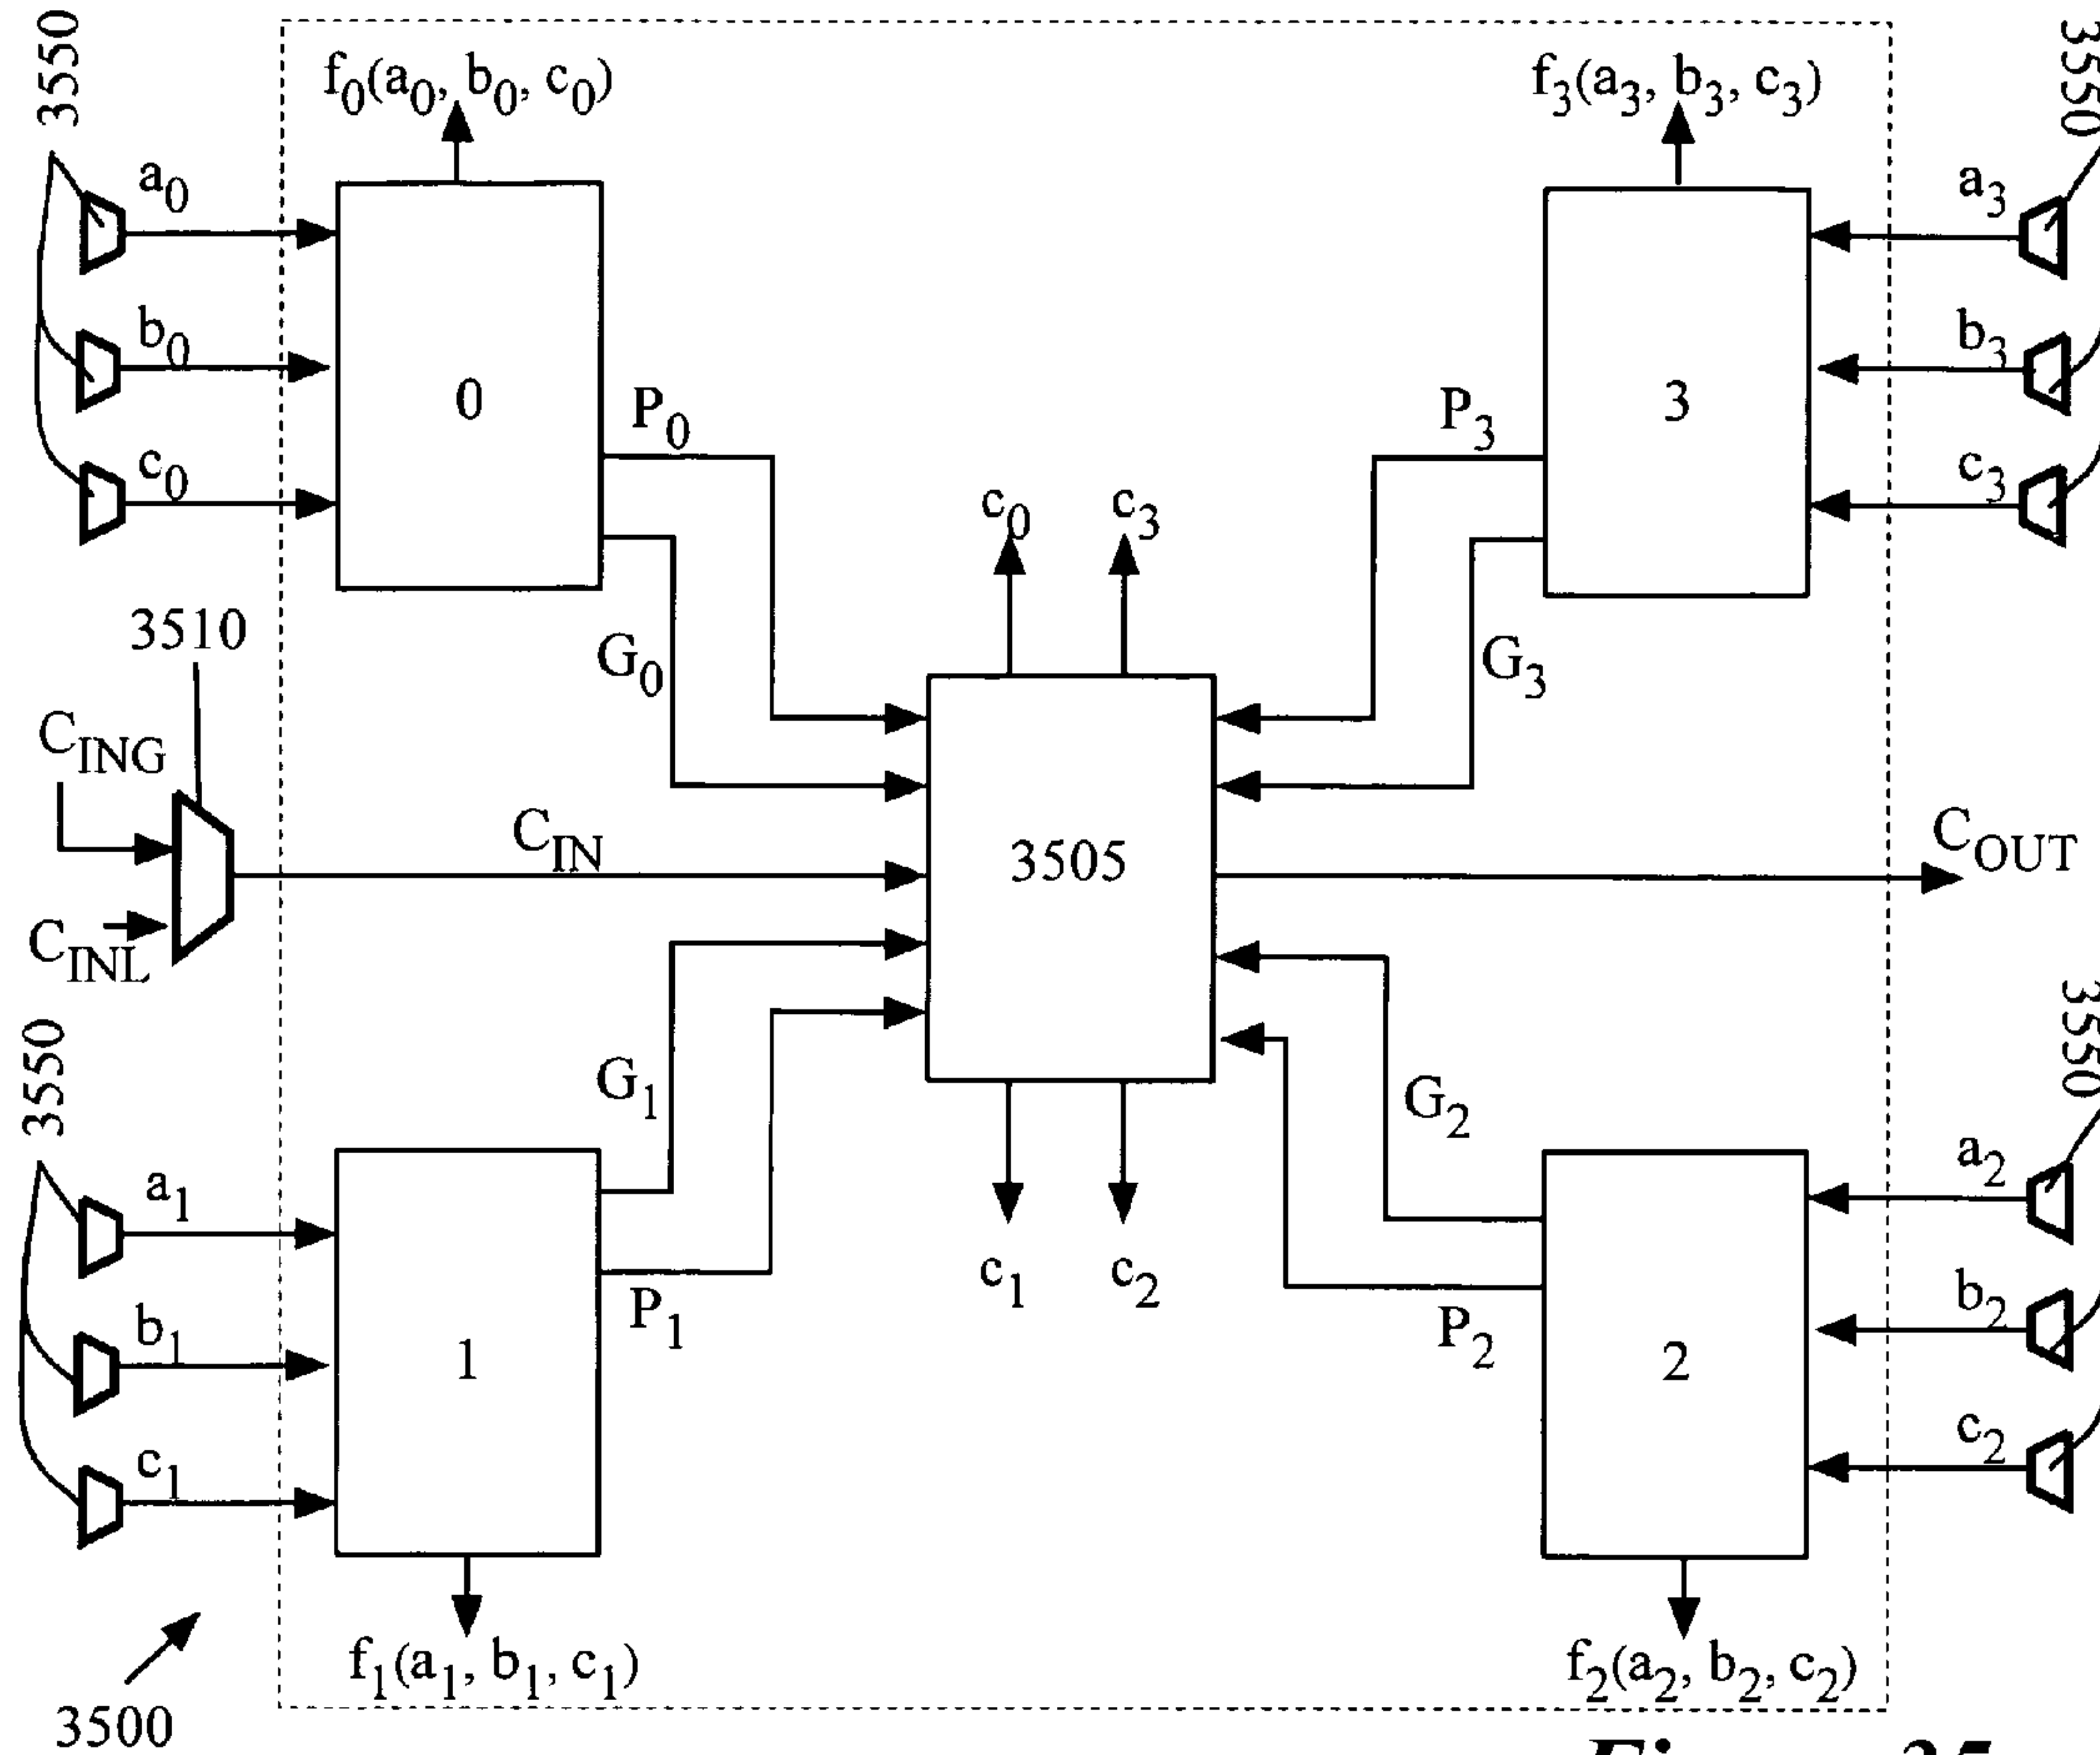 3550
f0(a0, b0, c0)
f3(a3, b3, c3)
3550
a0
b0
c0
0
P0
G0
a3
b3
c3
3
P3
G3
c0
c3
3510
CING
CINL
CIN
3505
COUT
3550
G1
P1
a1
b1
c1
1
c1
c2
3550
G2
P2
a2
b2
c2
2
f1(a1, b1, c1)
f2(a2, b2, c2)
3500